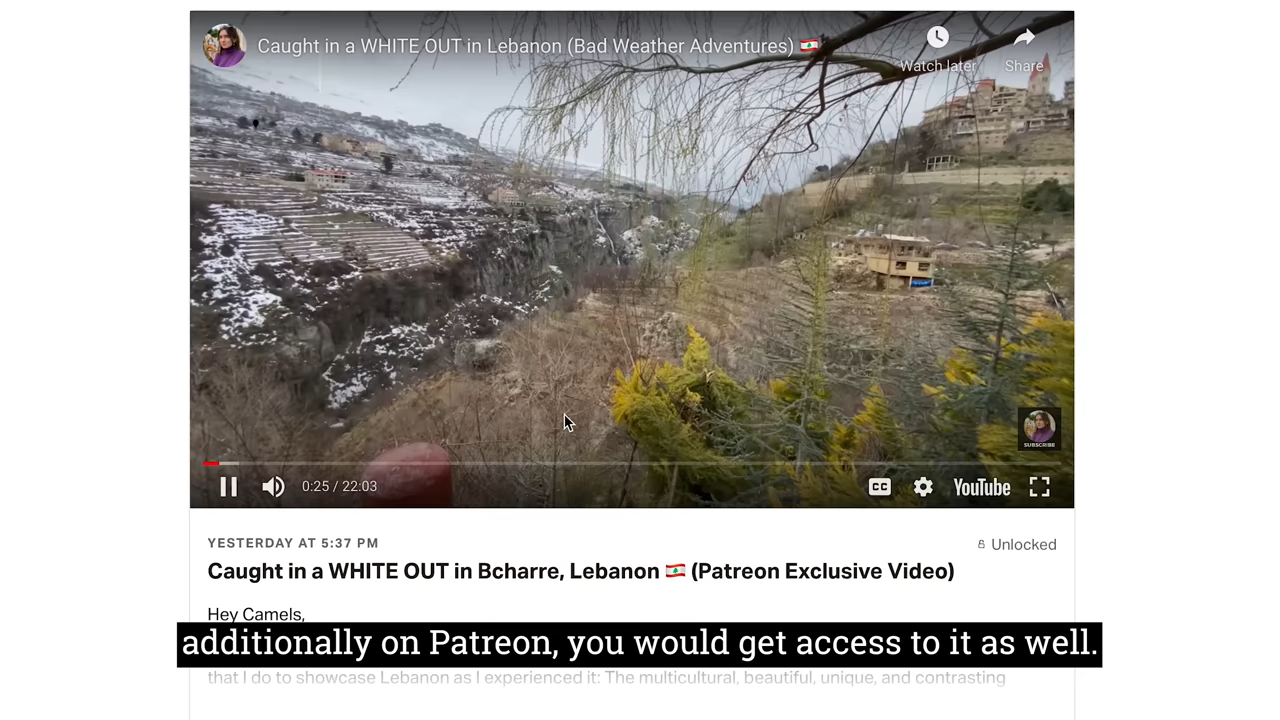 Caught in a WHITE OUT in Lebanon (Bad Weather Adventures) 🇱🇧
Watch later
Share
SUBSCRIBE
0:25 / 22:03
CC
YouTube
YESTERDAY AT 5:37 PM
Unlocked
Caught in a WHITE OUT in Bcharre, Lebanon 🇱🇧 (Patreon Exclusive Video)
Hey Camels,
additionally on Patreon, you would get access to it as well.
that I do to showcase Lebanon as I experienced it: The multicultural, beautiful, unique, and contrasting